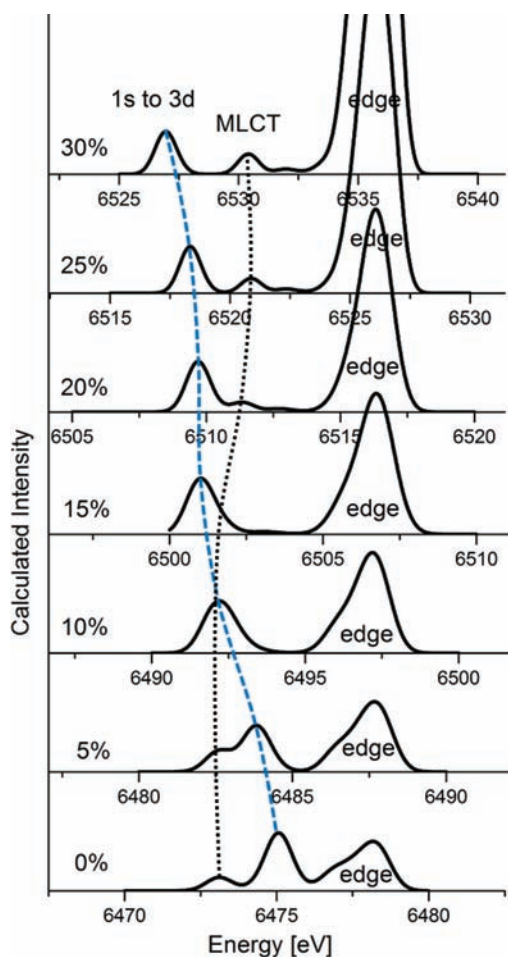 1s to 3d
MLCT
edge
30%
6525 6530 6535 6540
edge
25%
6515 6520 6525 6530
edge
20%
6505 6510 6515 6520
edge
15%
6500 6505 6510
edge
10%
6490 6495 6500
edge
5%
6480 6485 6490
edge
0%
6470 6475 6480
Energy [eV]
Calculated Intensity